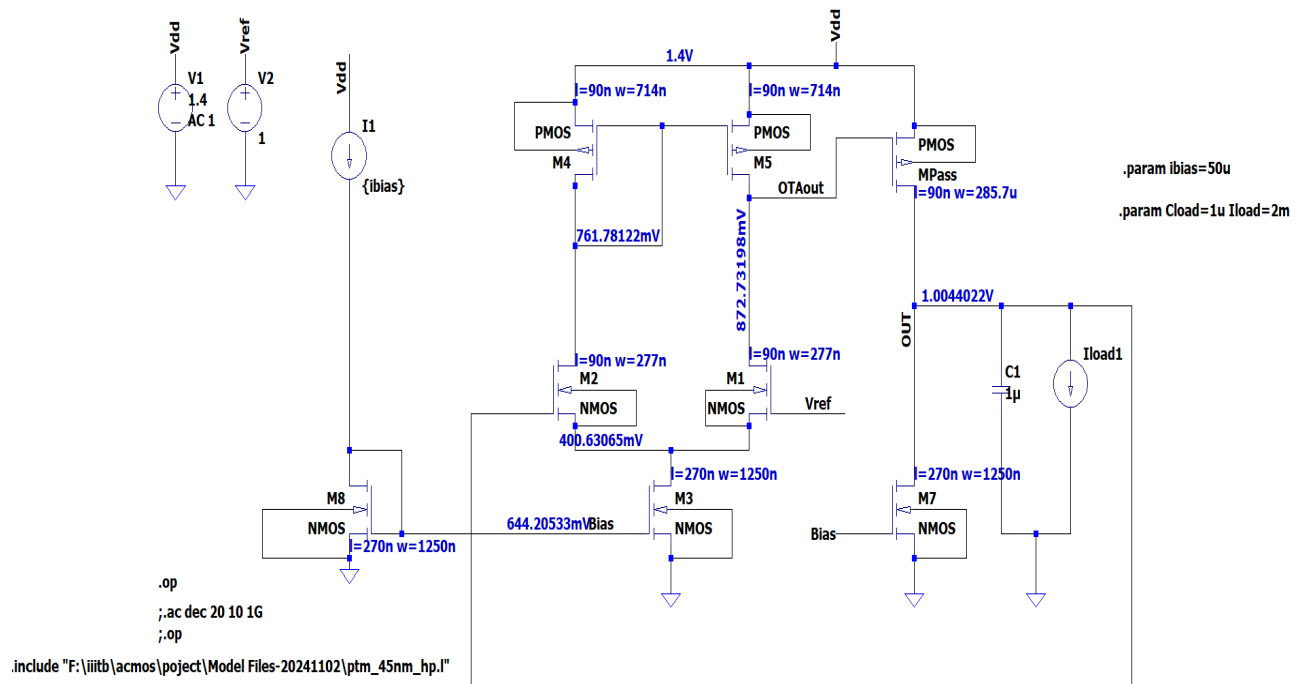 Vdd
V1
1.4
AC 1
Vref
V2
1
Vdd
I1
{ibias}
Vdd
1.4V
l=90n w=714n
PMOS
M4
l=90n w=714n
PMOS
M5
OTAout
PMOS
MPass
l=90n w=285.7u
.param ibias=50u
.param Cload=1u Iload=2m
761.78122mV
872.73198mV
1.0044022V
OUT
l=90n w=277n
M2
NMOS
l=90n w=277n
M1
NMOS
Vref
C1
1µ
Iload1
400.63065mV
M8
NMOS
l=270n w=1250n
644.20533mV
Bias
l=270n w=1250n
M3
NMOS
Bias
l=270n w=1250n
M7
NMOS
.op
;.ac dec 20 10 1G
;.op
.include "F:\iiitb\acmos\poject\Model Files-20241102\ptm_45nm_hp.l"